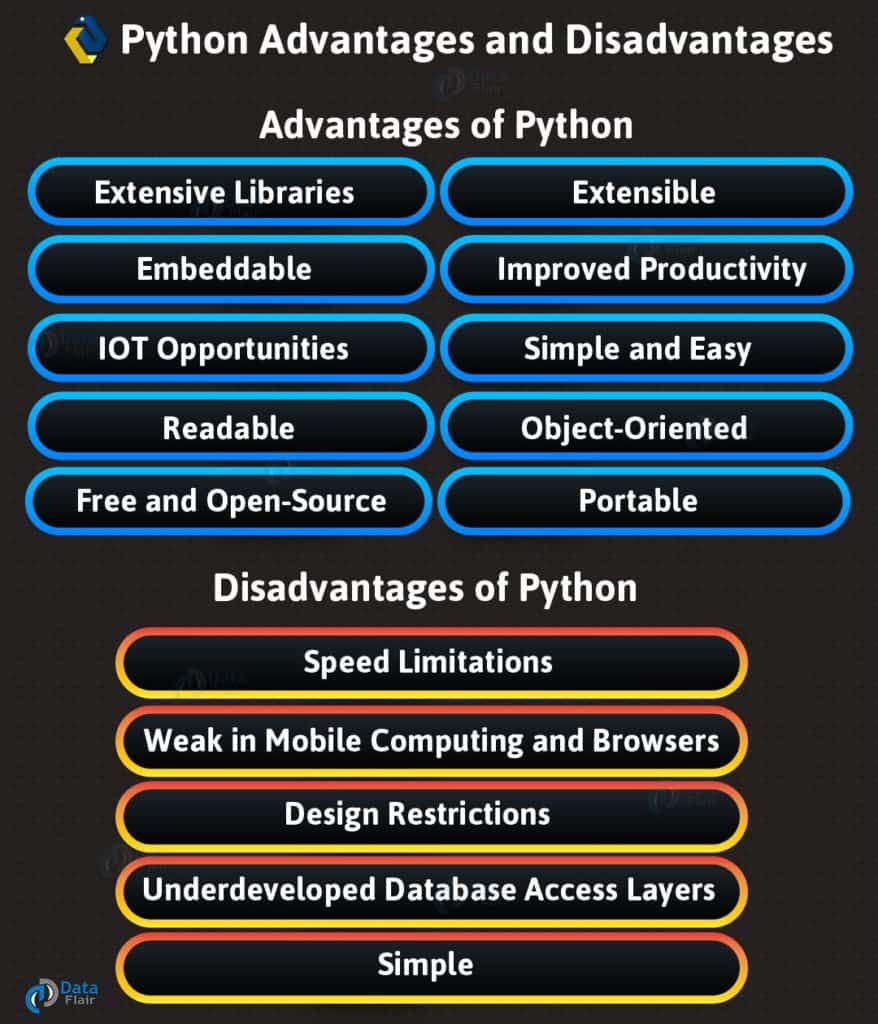 Python Advantages and Disadvantages
Advantages of Python
Extensive Libraries
Extensible
Embeddable
Improved Productivity
IOT Opportunities
Simple and Easy
Readable
Object-Oriented
Free and Open-Source
Portable
Disadvantages of Python
Speed Limitations
Weak in Mobile Computing and Browsers
Design Restrictions
Underdeveloped Database Access Layers
Simple
Data
Flair